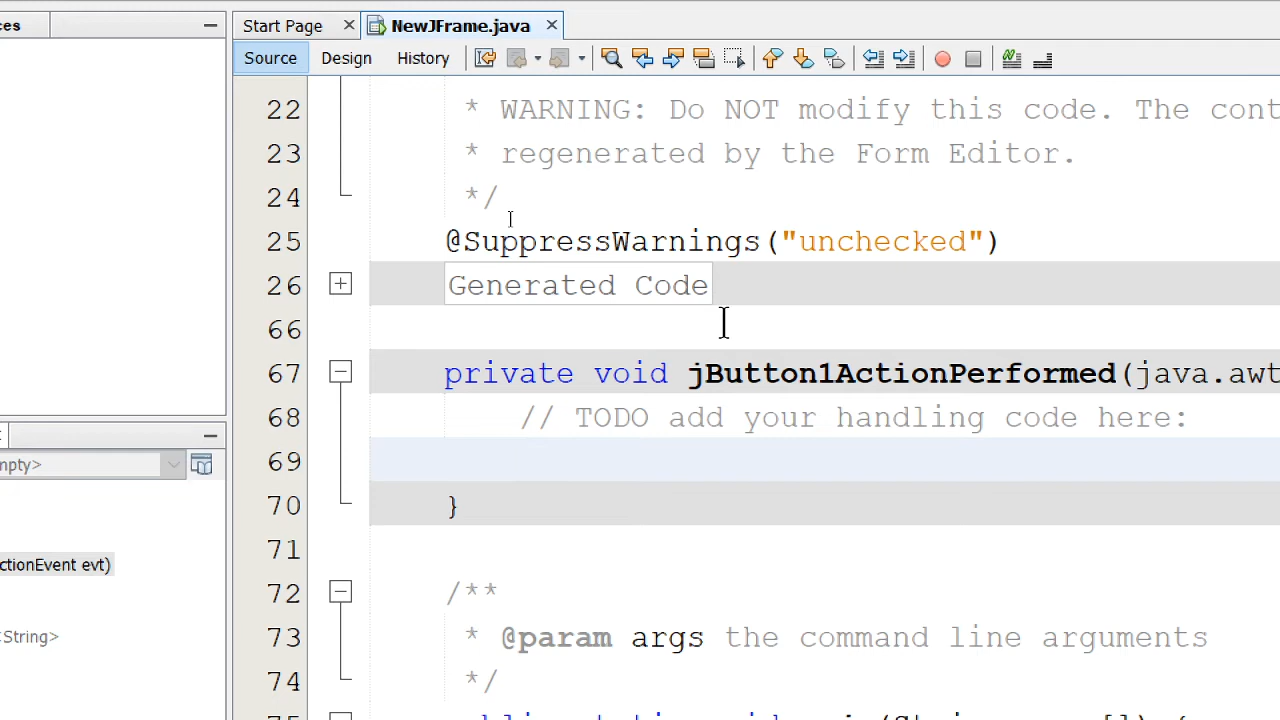 ces
Start Page
NewJFrame.java
Source
Design
History
22 * WARNING: Do NOT modify this code. The cont
23 * regenerated by the Form Editor.
24 */
25 @SuppressWarnings("unchecked")
26 Generated Code
66
67 private void jButton1ActionPerformed(java.awt
68 // TODO add your handling code here:
69
70 }
71
72 /**
73 * @param args the command line arguments
74 */
mpty>
ctionEvent evt)
<String>